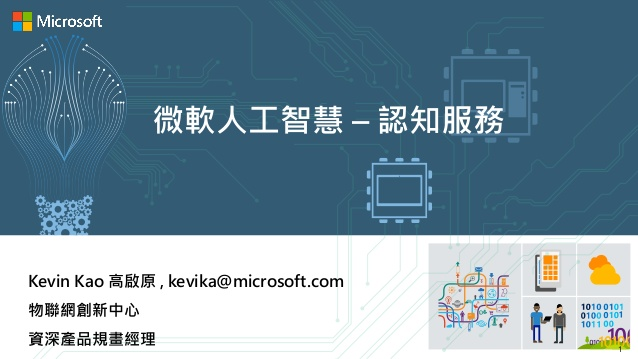 Microsoft
微軟人工智慧 – 認知服務
Kevin Kao 高啟原 , kevika@microsoft.com
物聯網創新中心
資深產品規畫經理
1010 0101
0100 0101
1011 00
1